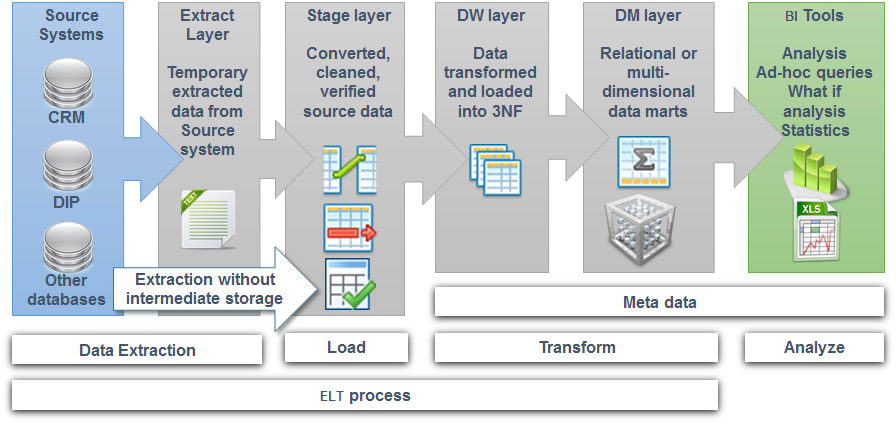 Source
Systems
CRM
DIP
Other
databases
Extract
Layer
Temporary
extracted
data from
Source
system
TEXT
Extraction without
intermediate storage
Stage layer
Converted,
cleaned,
verified
source data
DW layer
Data
transformed
and loaded
into 3NF
DM layer
Relational or
multi-
dimensional
data marts
Σ
BI Tools
Analysis
Ad-hoc queries
What if
analysis
Statistics
XLS
Meta data
Data Extraction
Load
Transform
Analyze
ELT process